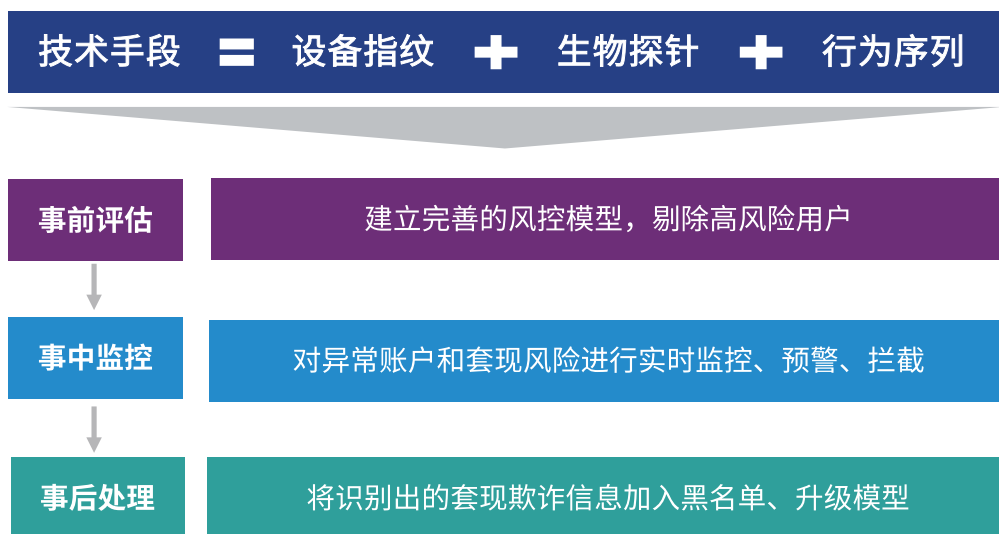 技术手段 = 设备指纹 + 生物探针 + 行为序列
事前评估 建立完善的风控模型，剔除高风险用户
事中监控 对异常账户和套现风险进行实时监控、预警、拦截
事后处理 将识别出的套现欺诈信息加入黑名单、升级模型